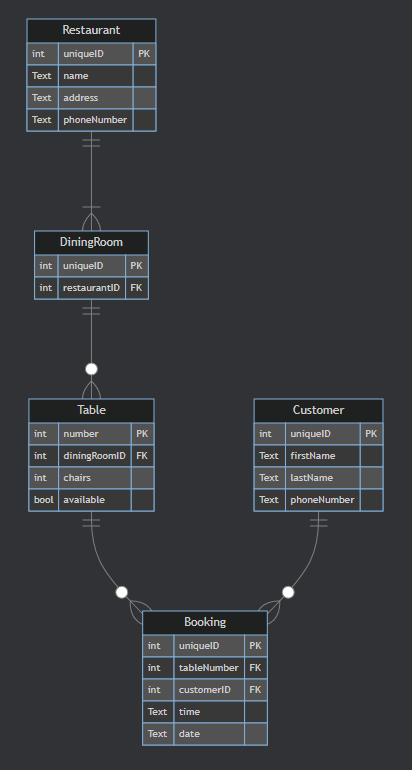 Restaurant
int uniqueID PK
Text name
Text address
Text phoneNumber
DiningRoom
int uniqueID PK
int restaurantID FK
Table
int number PK
int diningRoomID FK
int chairs
bool available
Customer
int uniqueID PK
Text firstName
Text lastName
Text phoneNumber
Booking
int uniqueID PK
int tableNumber FK
int customerID FK
Text time
Text date